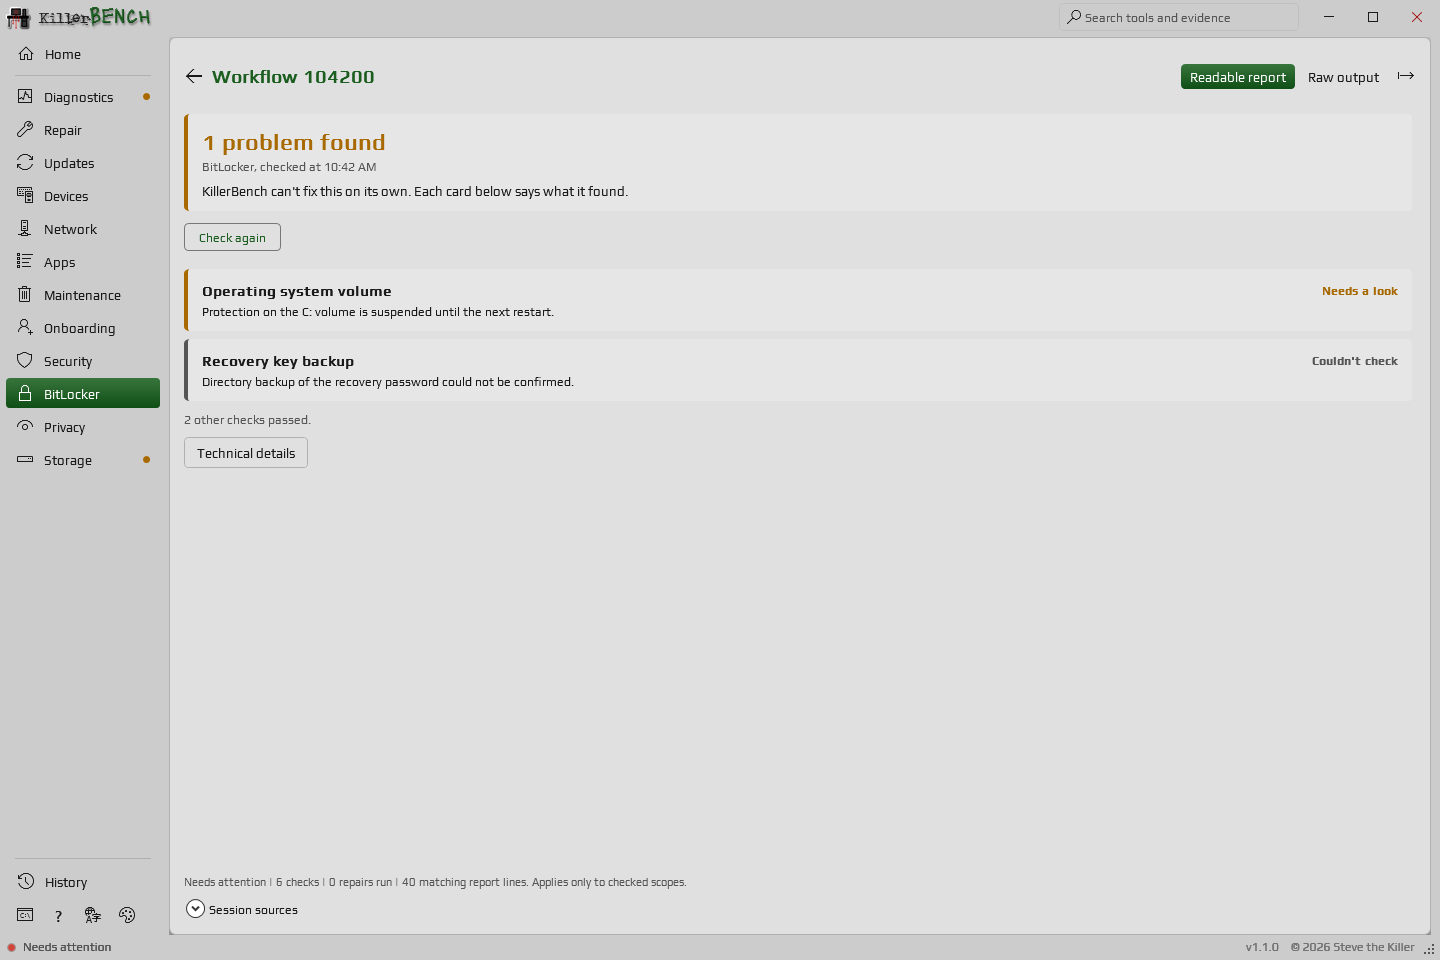 KillerBENCH
Search tools and evidence
Home
Diagnostics
Repair
Updates
Devices
Network
Apps
Maintenance
Onboarding
Security
BitLocker
Privacy
Storage
History
?
Needs attention
Workflow 104200
Readable report
Raw output
1 problem found
BitLocker, checked at 10:42 AM
KillerBench can't fix this on its own. Each card below says what it found.
Check again
Operating system volume
Needs a look
Protection on the C: volume is suspended until the next restart.
Recovery key backup
Couldn't check
Directory backup of the recovery password could not be confirmed.
2 other checks passed.
Technical details
Needs attention | 6 checks | 0 repairs run | 40 matching report lines. Applies only to checked scopes.
Session sources
v1.1.0
© 2026 Steve the Killer